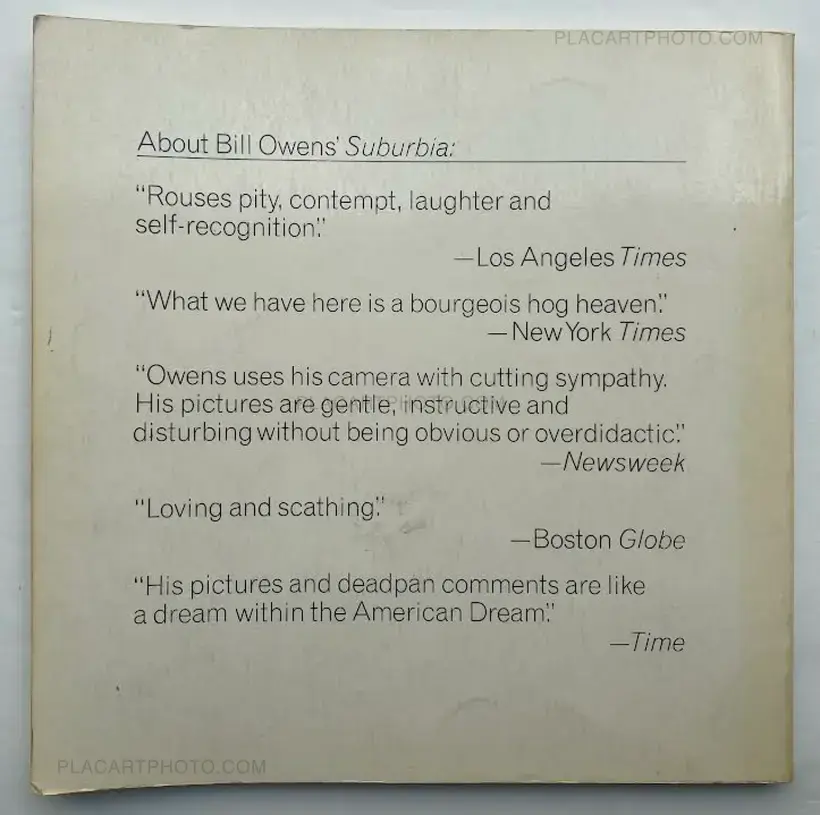 PLACARTPHOTO.COM
About Bill Owens' Suburbia:
“Rouses pity, contempt, laughter and
self-recognition.”
—Los Angeles Times
“What we have here is a bourgeois hog heaven.”
—New York Times
“Owens uses his camera with cutting sympathy.
His pictures are gentle, instructive and
PLACARTPHOTO.COM
disturbing without being obvious or overdidactic.”
—Newsweek
“Loving and scathing.”
—Boston Globe
“His pictures and deadpan comments are like
a dream within the American Dream.”
—Time
PLACARTPHOTO.COM